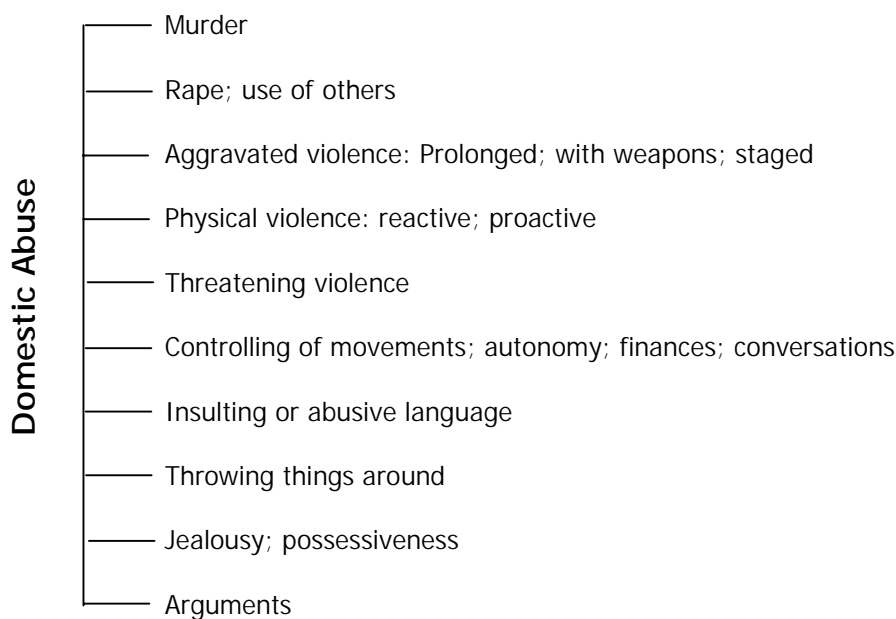 Domestic Abuse
Murder
Rape; use of others
Aggravated violence: Prolonged; with weapons; staged
Physical violence: reactive; proactive
Threatening violence
Controlling of movements; autonomy; finances; conversations
Insulting or abusive language
Throwing things around
Jealousy; possessiveness
Arguments